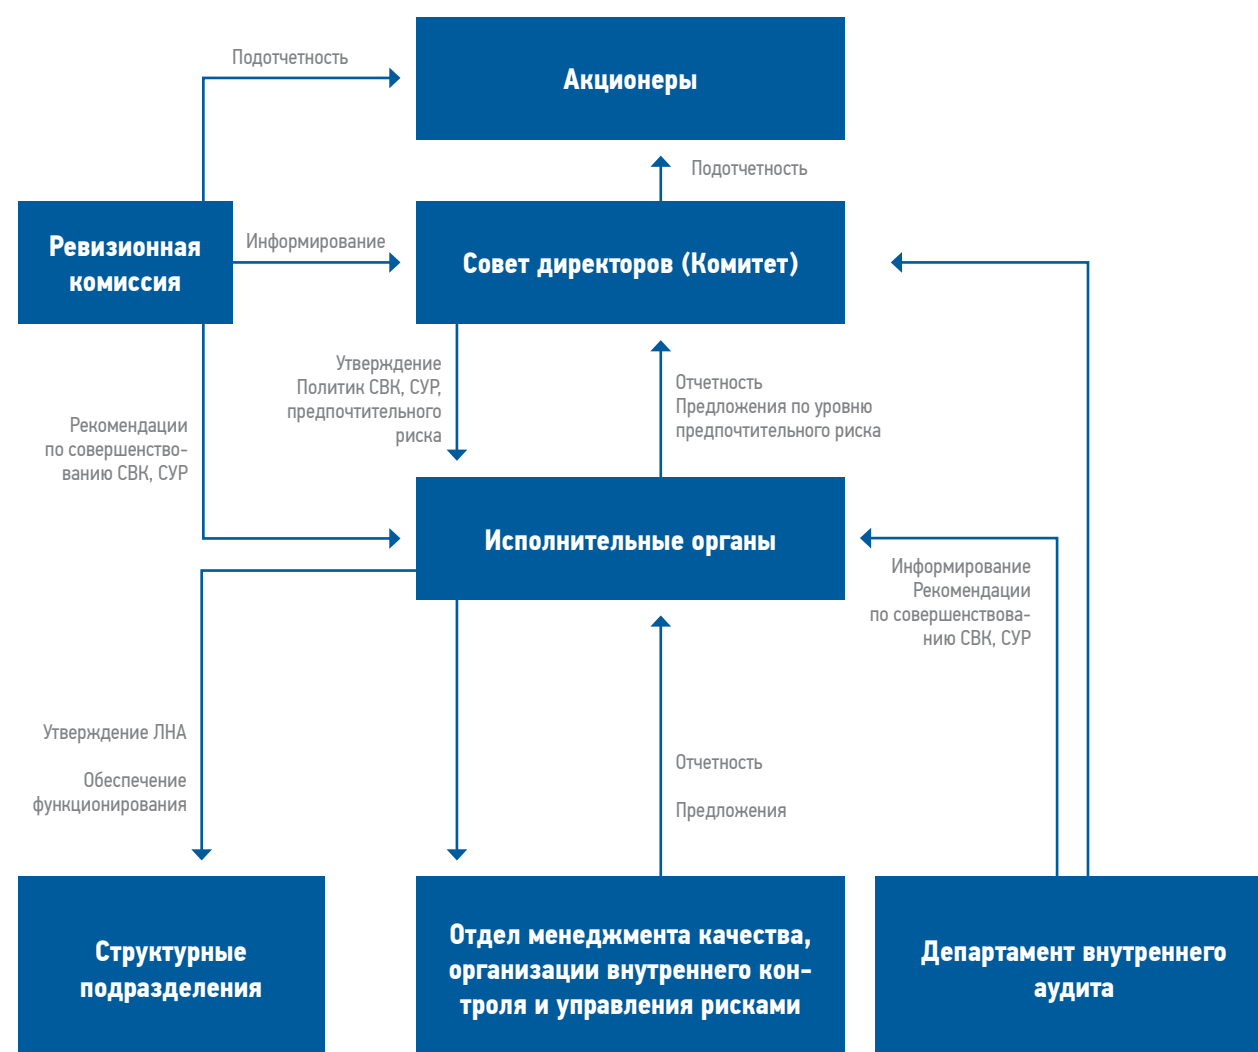 Подотчетность
Акционеры
Подотчетность
Ревизионная
комиссия
Информирование
Совет директоров (Комитет)
Утверждение
Политик СВК, СУР,
предпочтительного
риска
Отчетность
Предложения по уровню
предпочтительного риска
Рекомендации
по совершенство-
ванию СВК, СУР
Исполнительные органы
Информирование
Рекомендации
по совершенствова-
нию СВК, СУР
Утверждение ЛНА
Обеспечение
функционирования
Отчетность
Предложения
Структурные
подразделения
Отдел менеджмента качества,
организации внутреннего кон-
троля и управления рисками
Департамент внутреннего
аудита